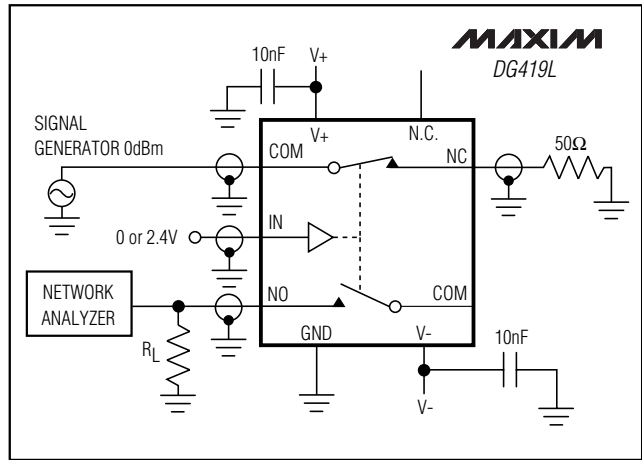 MAXIM
DG419L
10nF
V+
SIGNAL
GENERATOR 0dBm
V+
N.C.
COM
NC
50Ω
0 or 2.4V
IN
NETWORK
ANALYZER
NO
COM
RL
GND
V-
10nF
V-